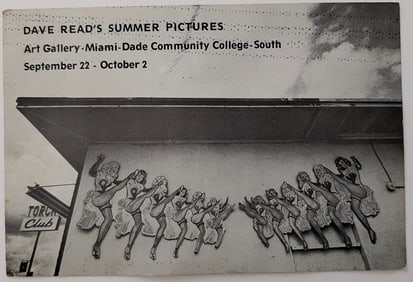 DAVE READ'S SUMMER PICTURES
Art Gallery-Miami-Dade Community College-South
September 22 - October 2
TORCH
Club